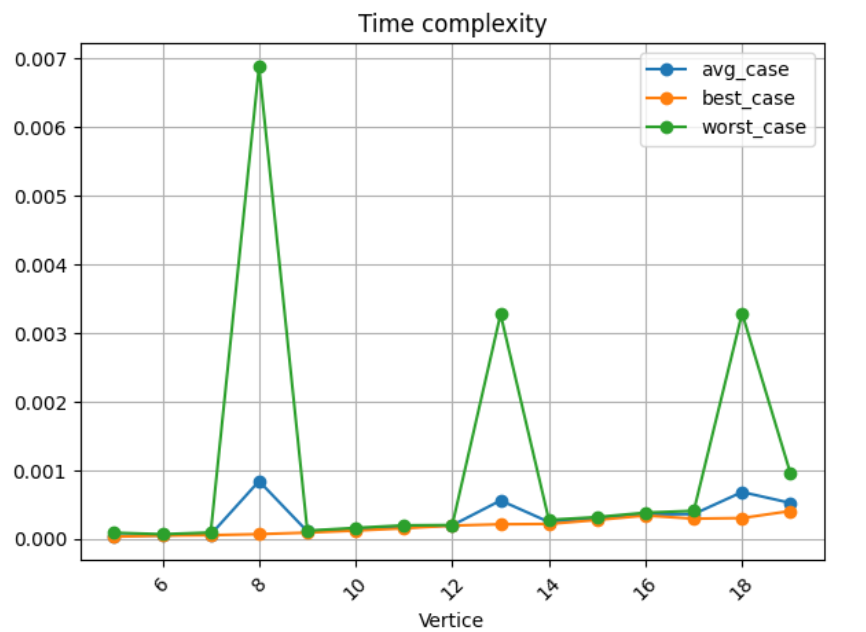 Time complexity
0.007
0.006
0.005
0.004
0.003
0.002
0.001
0.000
avg_case
best_case
worst_case
6 8 10 12 14 16 18
Vertice